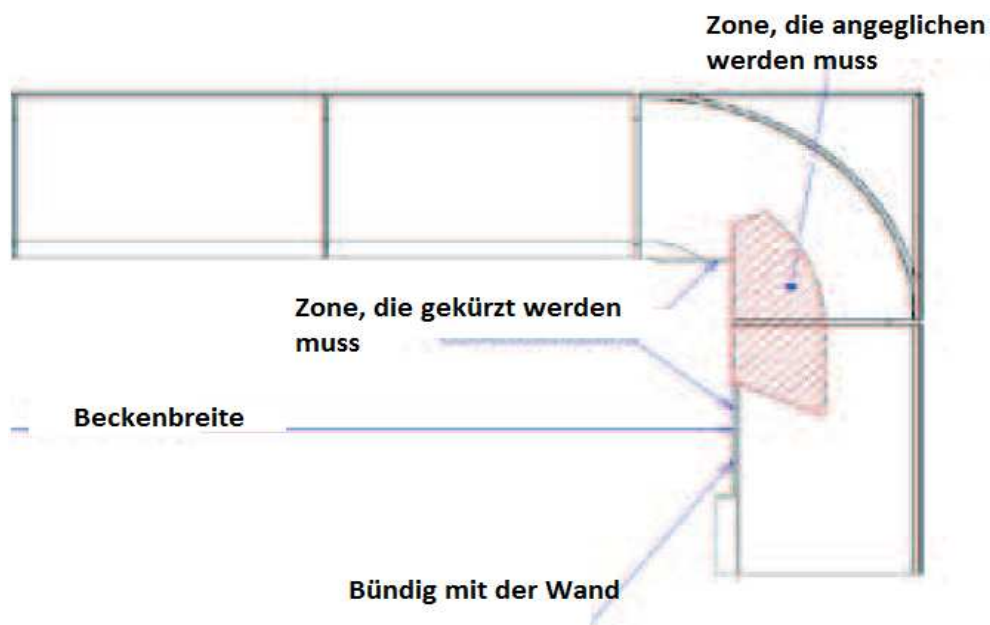 Zone, die angeglichen
werden muss
Zone, die gekürzt werden
muss
Beckenbreite
Bündig mit der Wand